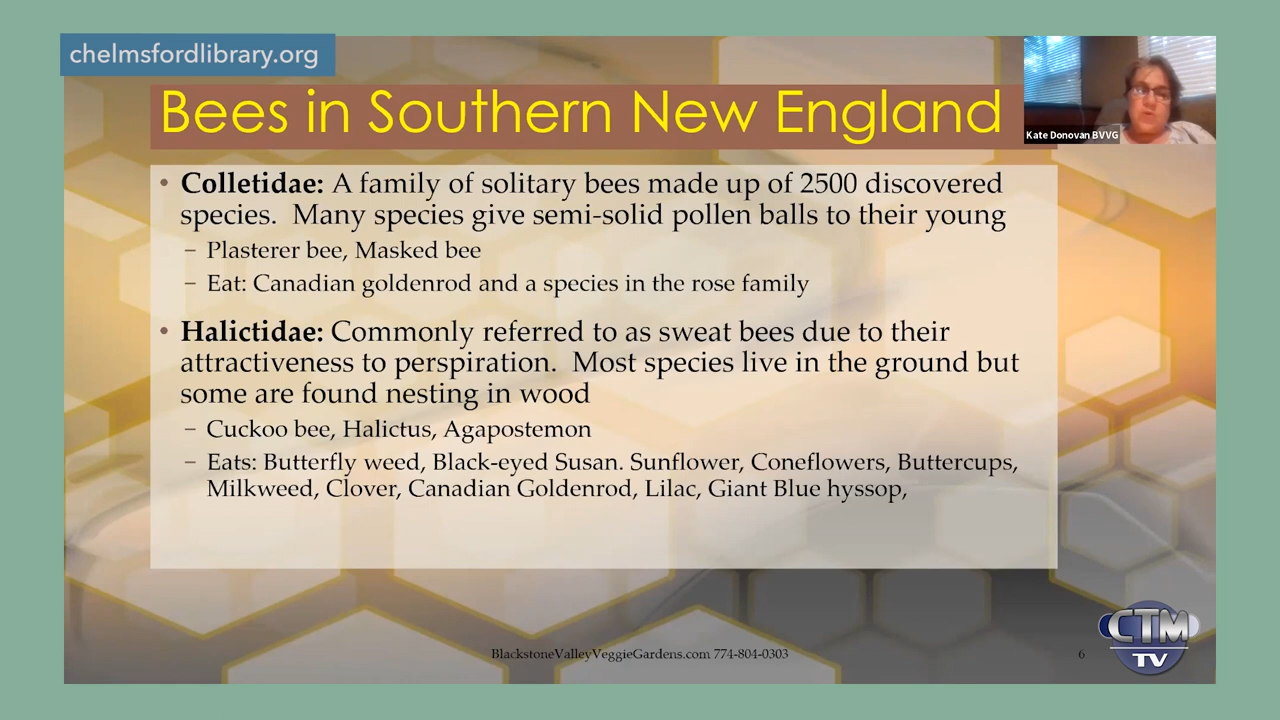 chelmsfordlibrary.org
Bees in Southern New England
Kate Donovan BVVG
• Colletidae: A family of solitary bees made up of 2500 discovered
species. Many species give semi-solid pollen balls to their young
– Plasterer bee, Masked bee
– Eat: Canadian goldenrod and a species in the rose family
• Halictidae: Commonly referred to as sweat bees due to their
attractiveness to perspiration. Most species live in the ground but
some are found nesting in wood
– Cuckoo bee, Halictus, Agapostemon
– Eats: Butterfly weed, Black-eyed Susan. Sunflower, Coneflowers, Buttercups,
Milkweed, Clover, Canadian Goldenrod, Lilac, Giant Blue hyssop,
BlackstoneValleyVeggieGardens.com 774-804-0303
6
CTM
TV